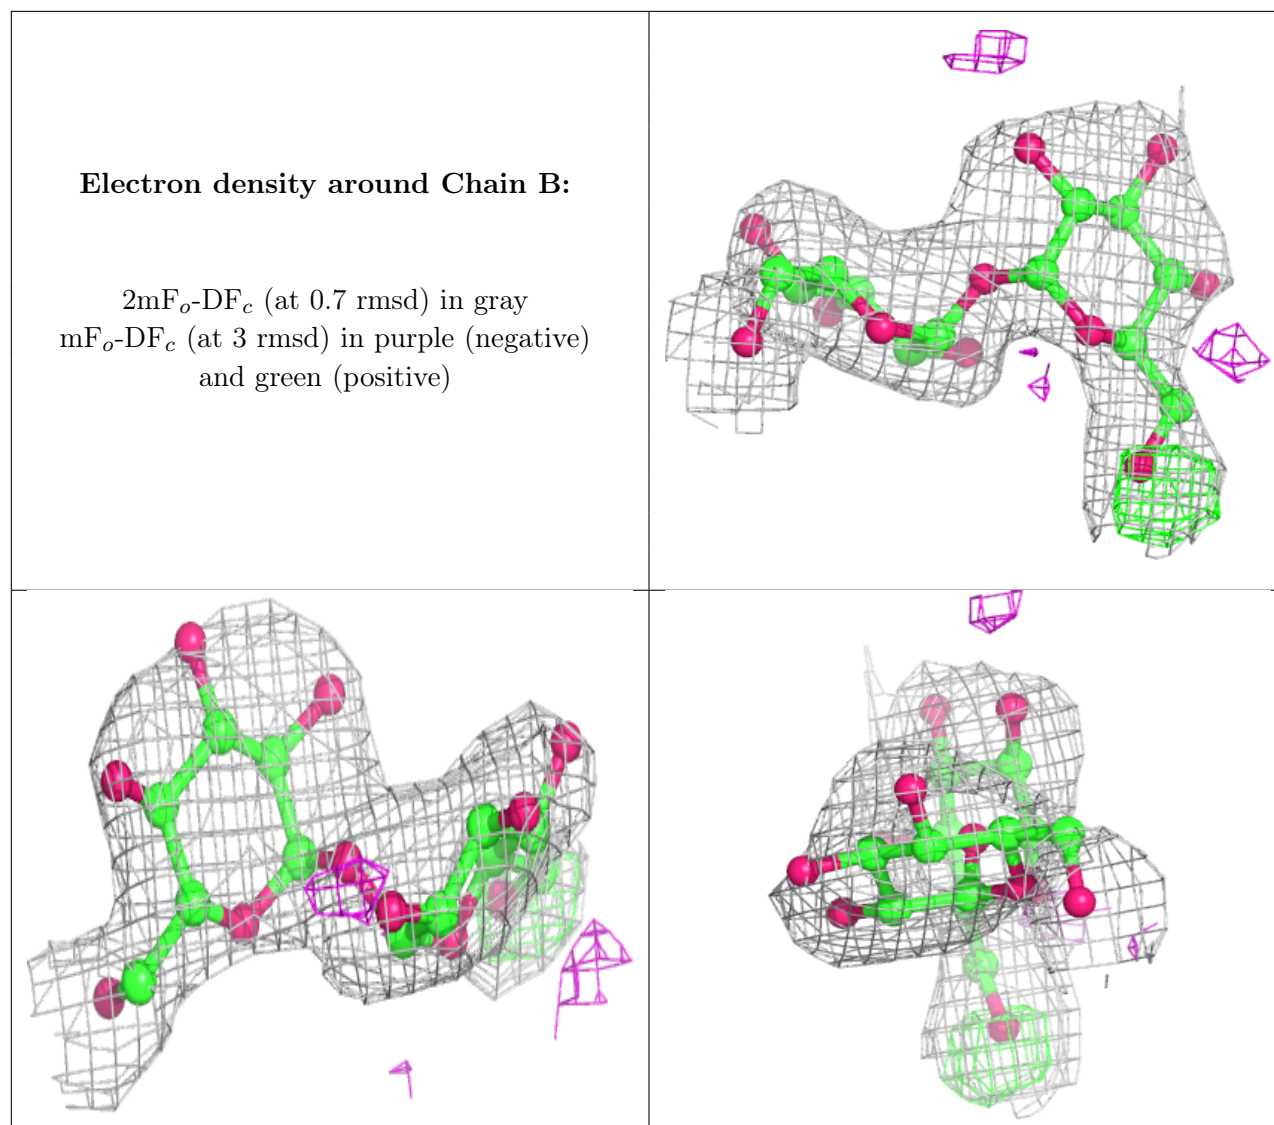 Electron density around Chain B:
2mFₒ-DF𝒸 (at 0.7 rmsd) in gray
mFₒ-DF𝒸 (at 3 rmsd) in purple (negative)
and green (positive)